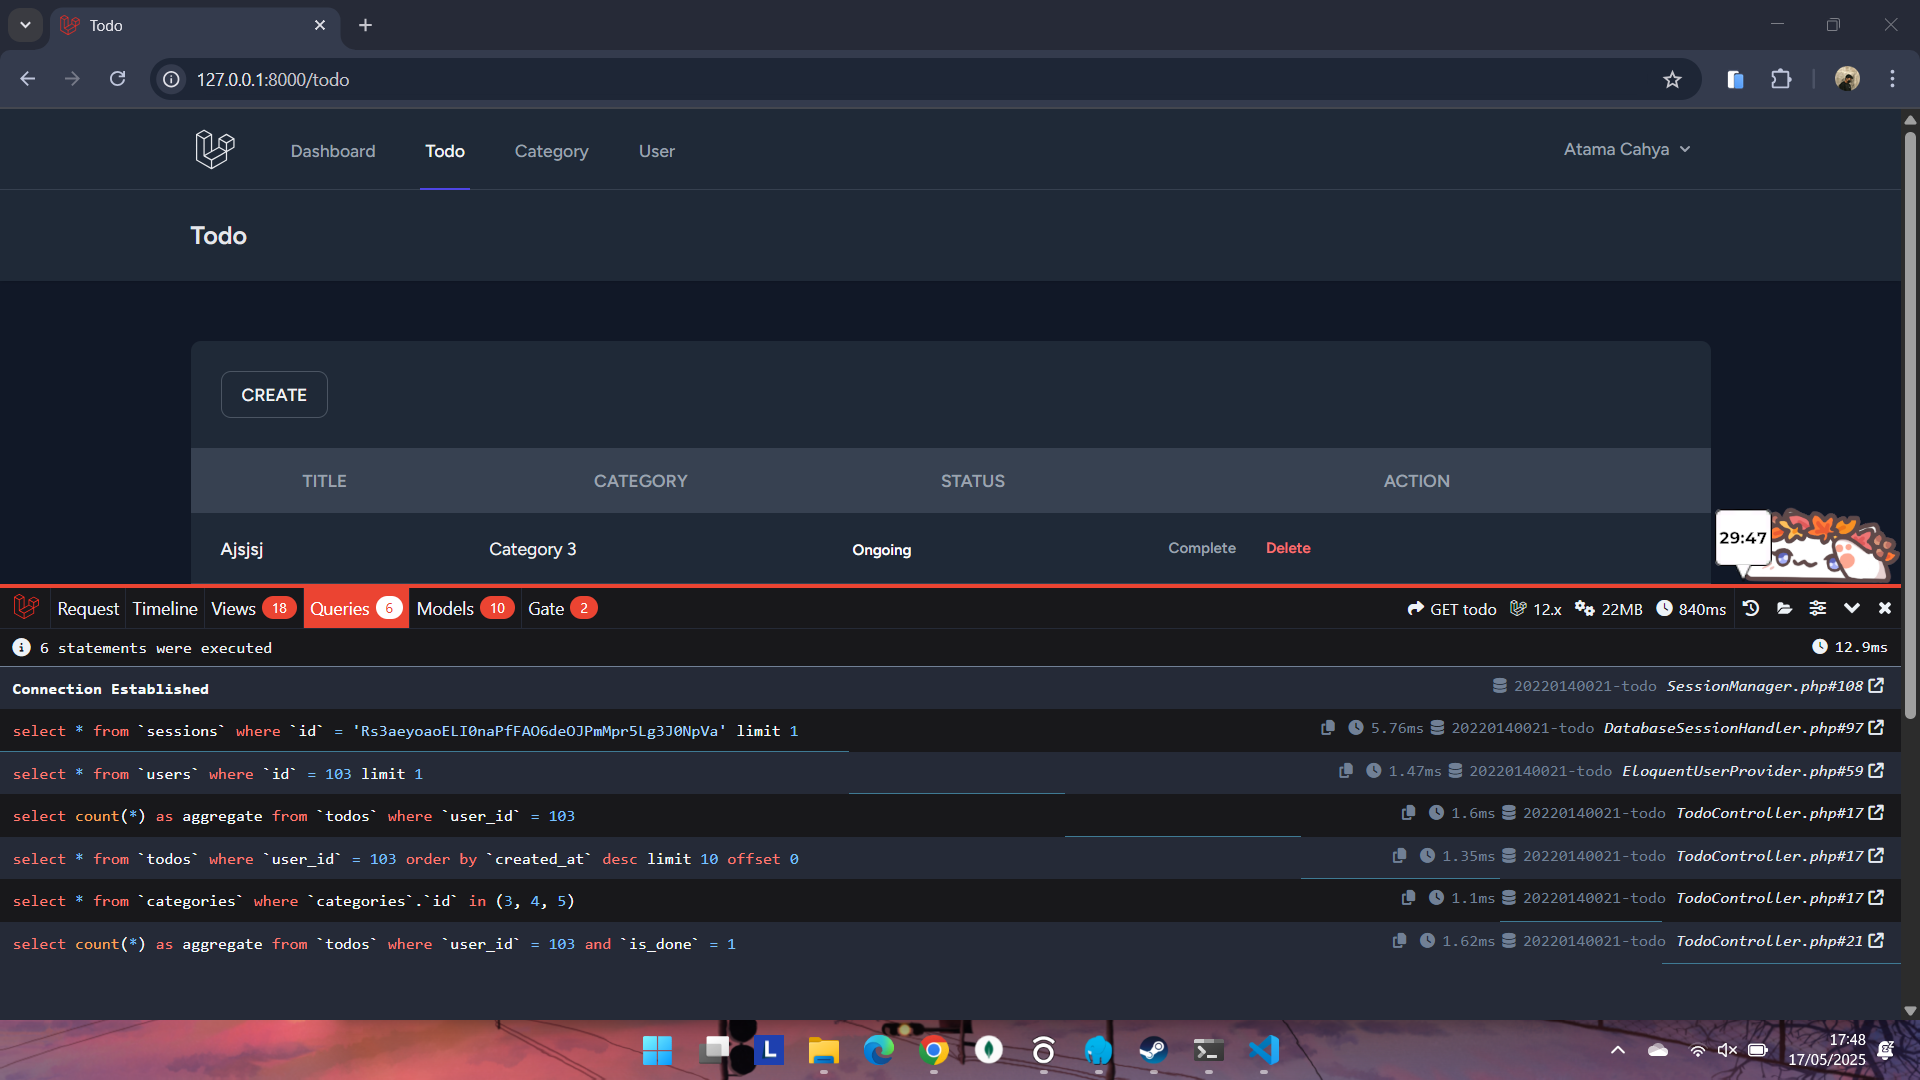 Todo
127.0.0.1:8000/todo
Dashboard Todo Category User Atama Cahya
Todo
CREATE
TITLE CATEGORY STATUS ACTION
Ajsjsj Category 3 Ongoing Complete Delete
29:47
Request Timeline Views 18 Queries 6 Models 10 Gate 2 GET todo 12.x 22MB 840ms
6 statements were executed 12.9ms
Connection Established 20220140021-todo SessionManager.php#108
select * from `sessions` where `id` = 'Rs3aeyoaoELI0naPfFAO6deOJPmMpr5Lg3J0NpVa' limit 1 5.76ms 20220140021-todo DatabaseSessionHandler.php#97
select * from `users` where `id` = 103 limit 1 1.47ms 20220140021-todo EloquentUserProvider.php#59
select count(*) as aggregate from `todos` where `user_id` = 103 1.6ms 20220140021-todo TodoController.php#17
select * from `todos` where `user_id` = 103 order by `created_at` desc limit 10 offset 0 1.35ms 20220140021-todo TodoController.php#17
select * from `categories` where `categories`.`id` in (3, 4, 5) 1.1ms 20220140021-todo TodoController.php#17
select count(*) as aggregate from `todos` where `user_id` = 103 and `is_done` = 1 1.62ms 20220140021-todo TodoController.php#21
L
17:48
17/05/2025